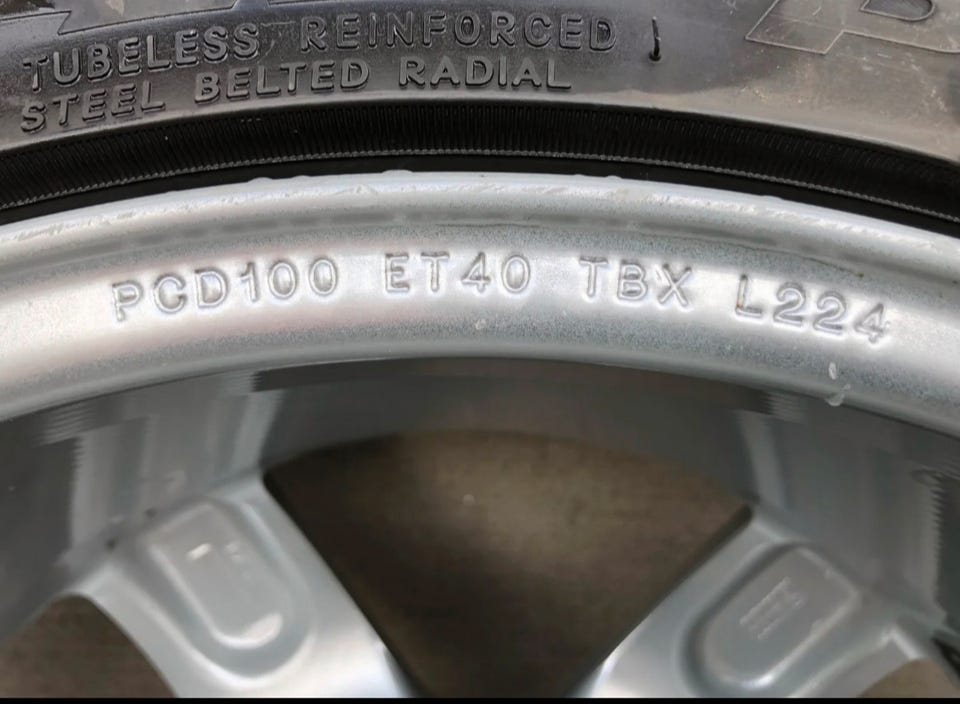 TUBELESS REINFORCED
STEEL BELTED RADIAL
PCD100 ET40 TBX L224